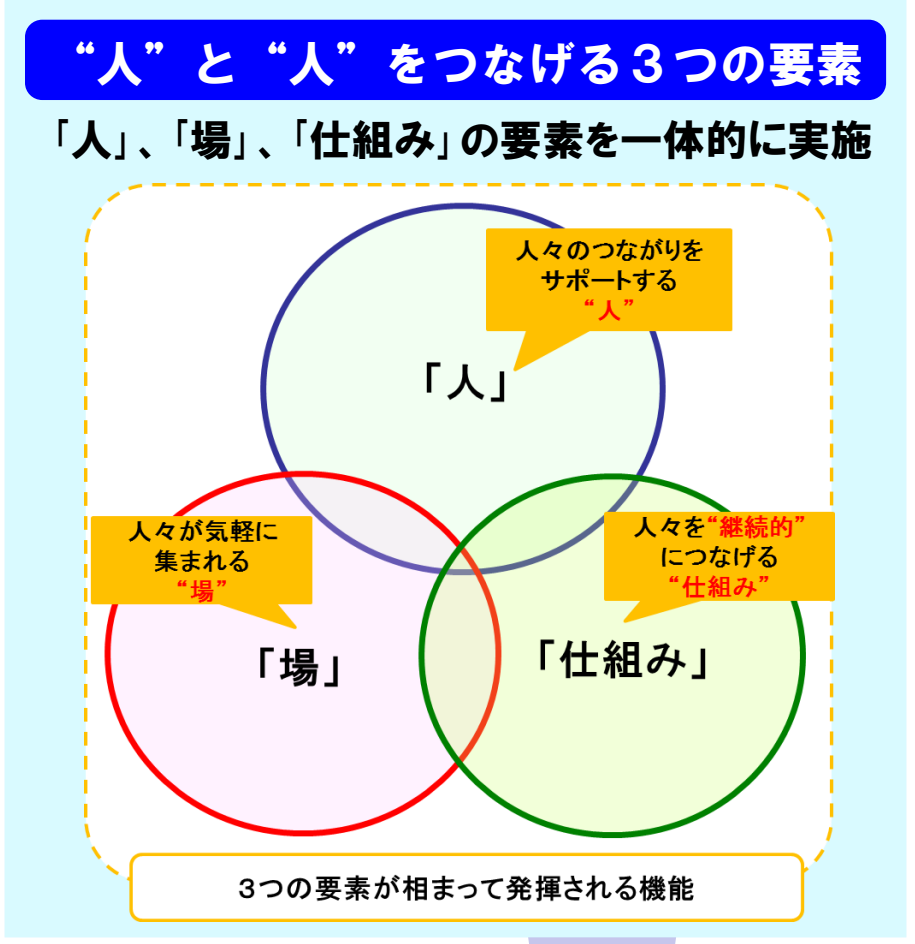 “人”と“人”をつなげる３つの要素
「人」、「場」、「仕組み」の要素を一体的に実施
人々のつながりを
サポートする
“人”
「人」
人々が気軽に
集まれる
“場”
「場」
人々を“継続的”
につなげる
“仕組み”
「仕組み」
３つの要素が相まって発揮される機能